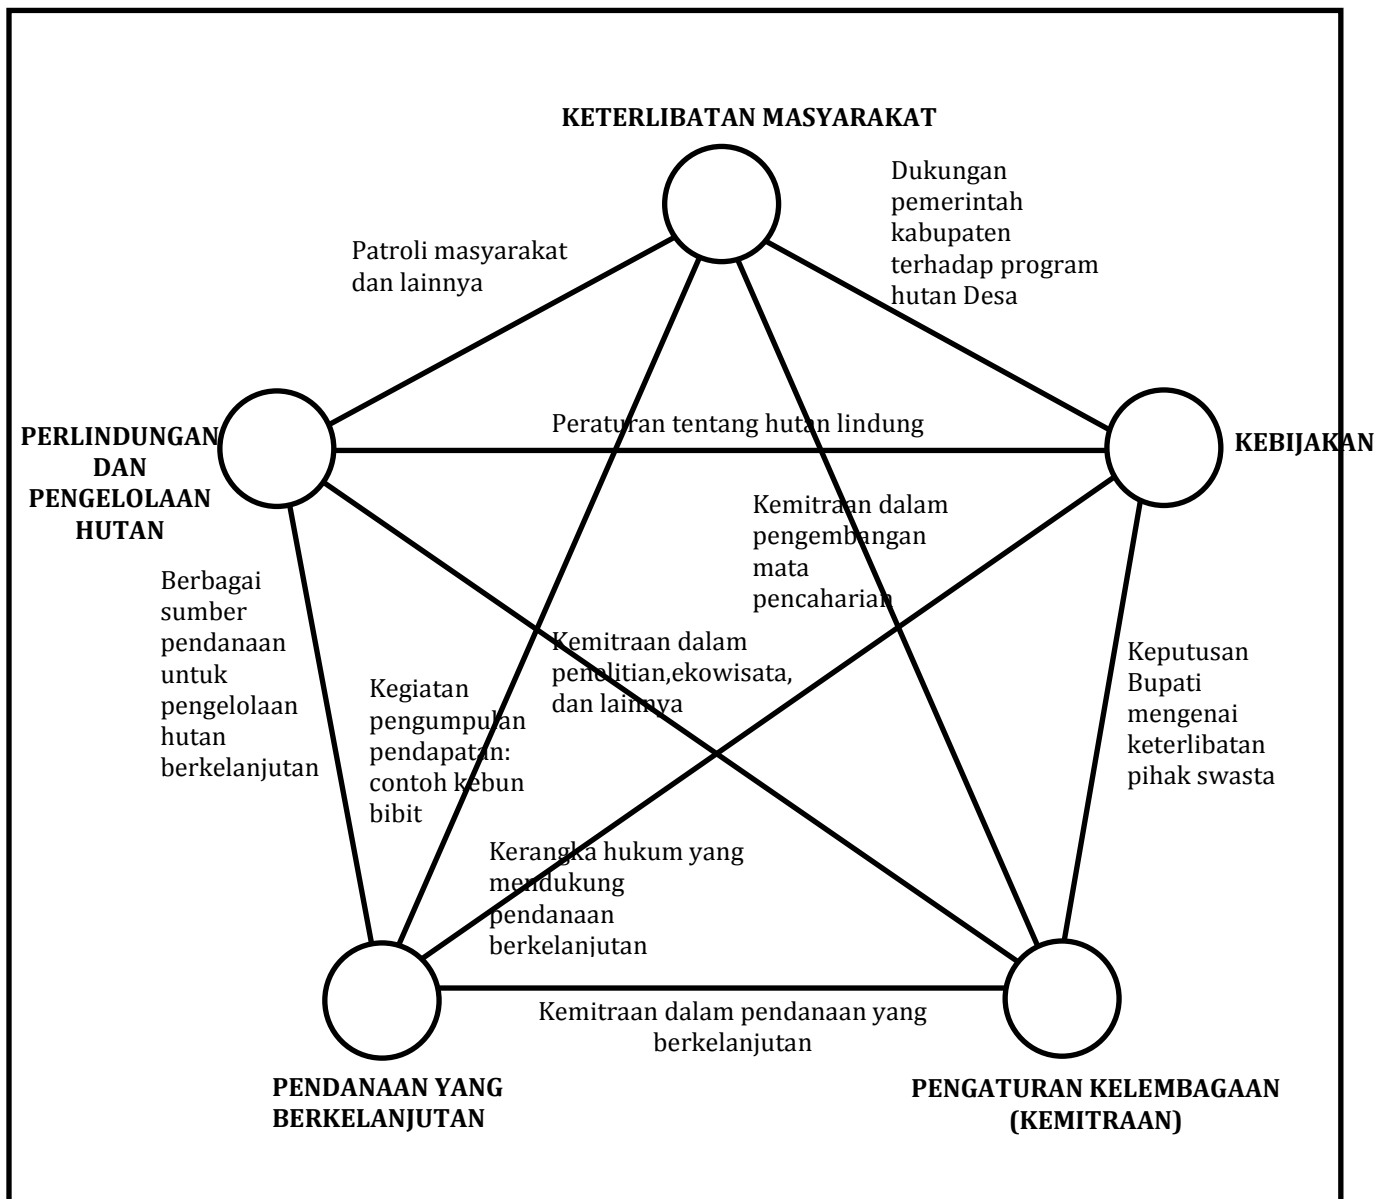 KETERLIBATAN MASYARAKAT
Dukungan
pemerintah
kabupaten
terhadap program
hutan Desa
Patroli masyarakat
dan lainnya
Peraturan tentang hutan lindung
PERLINDUNGAN
DAN
PENGELOLAAN
HUTAN
KEBIJAKAN
Kemitraan dalam
pengembangan
mata
pencaharian
Berbagai
sumber
pendanaan
untuk
pengelolaan
hutan
berkelanjutan
Kemitraan dalam
penelitian,ekowisata,
dan lainnya
Keputusan
Bupati
mengenai
keterlibatan
pihak swasta
Kegiatan
pengumpulan
pendapatan:
contoh kebun
bibit
Kerangka hukum yang
mendukung
pendanaan
berkelanjutan
Kemitraan dalam pendanaan yang
berkelanjutan
PENDANAAN YANG
BERKELANJUTAN
PENGATURAN KELEMBAGAAN
(KEMITRAAN)